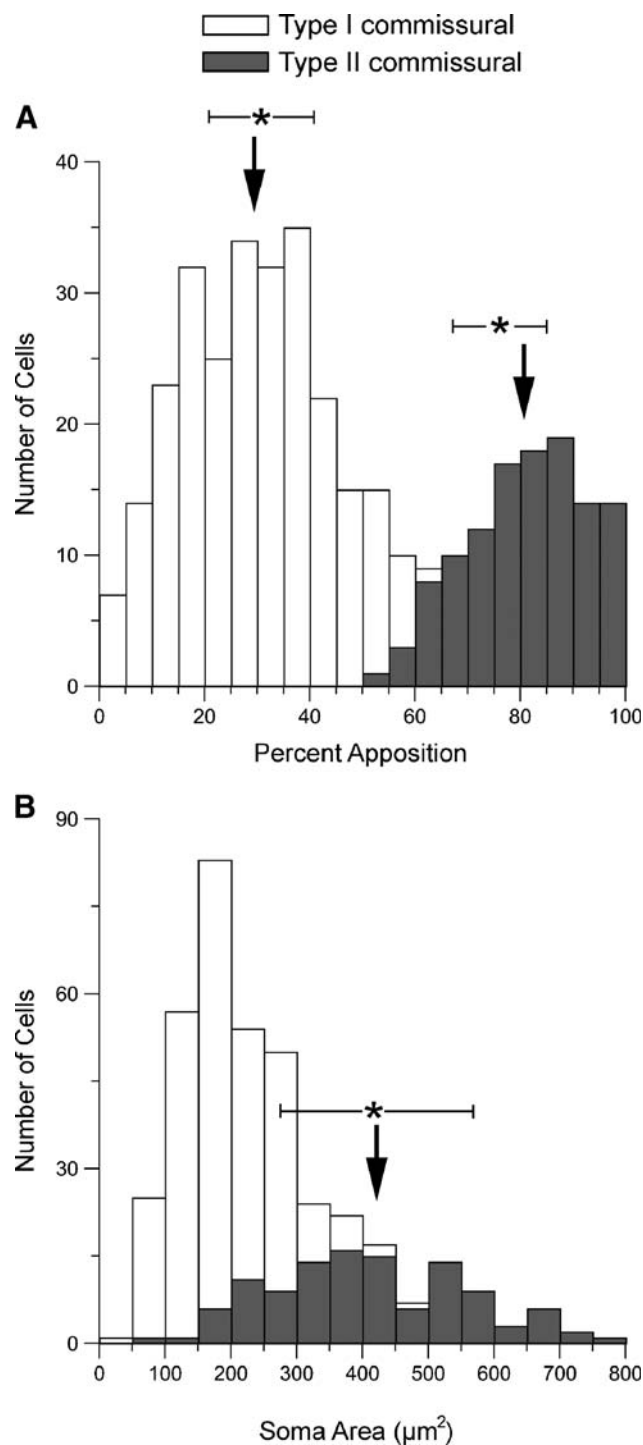 Type I commissural
Type II commissural
A
*
*
40
30
20
10
0
Number of Cells
0 20 40 60 80 100
Percent Apposition
B
*
90
60
30
0
Number of Cells
0 100 200 300 400 500 600 700 800
Soma Area (µm²)